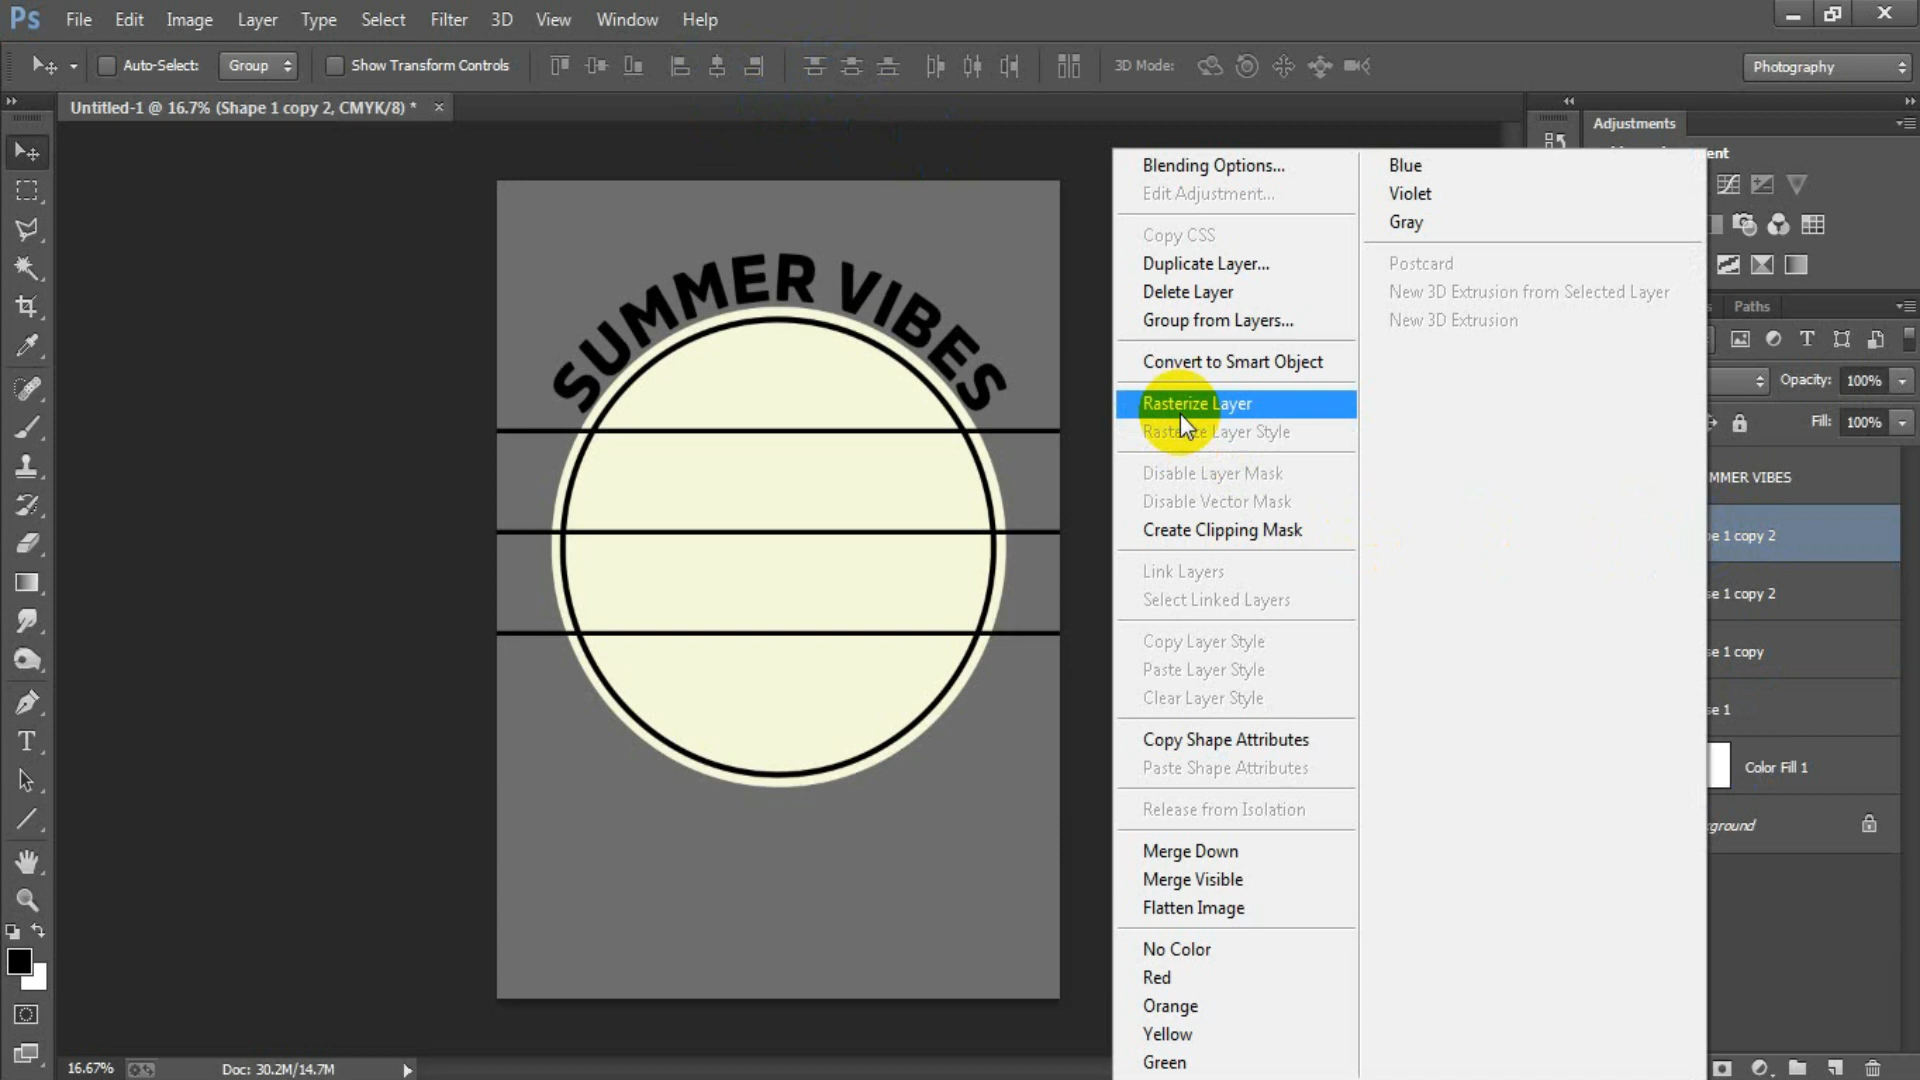 Ps File Edit Image Layer Type Select Filter 3D View Window Help
Auto-Select: Group Show Transform Controls 3D Mode: Photography
Untitled-1 @ 16.7% (Shape 1 copy 2, CMYK/8) * ×
Adjustments
SUMMER VIBES
Blending Options...
Edit Adjustment...
Copy CSS
Duplicate Layer...
Delete Layer
Group from Layers...
Convert to Smart Object
Rasterize Layer
Rasterize Layer Style
Disable Layer Mask
Disable Vector Mask
Create Clipping Mask
Link Layers
Select Linked Layers
Copy Layer Style
Paste Layer Style
Clear Layer Style
Copy Shape Attributes
Paste Shape Attributes
Release from Isolation
Merge Down
Merge Visible
Flatten Image
No Color
Red
Orange
Yellow
Green
Blue
Violet
Gray
Postcard
New 3D Extrusion from Selected Layer
New 3D Extrusion
ent
s Paths
Opacity: 100%
Fill: 100%
MMER VIBES
pe 1 copy 2
se 1 copy 2
se 1 copy
se 1
Color Fill 1
ground
16.67% Doc: 30.2M/14.7M